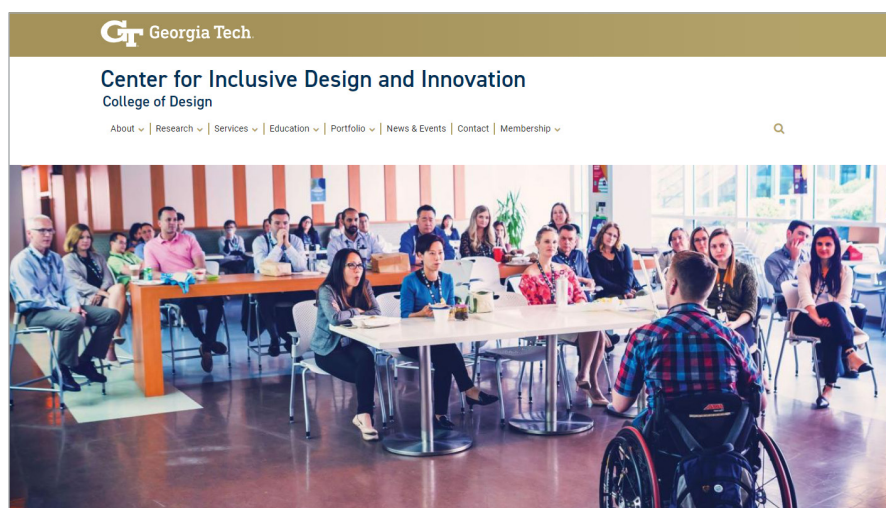 GT Georgia Tech
Center for Inclusive Design and Innovation
College of Design
About | Research | Services | Education | Portfolio | News & Events | Contact | Membership